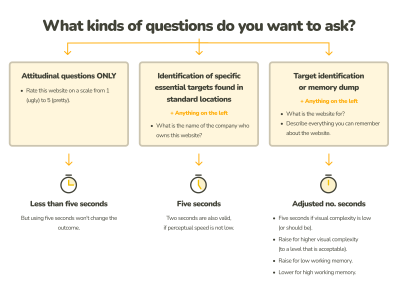 What kinds of questions do you want to ask?
Attitudinal questions ONLY
• Rate this website on a scale from 1
(ugly) to 5 (pretty).
Identification of specific
essential targets found in
standard locations
+ Anything on the left
• What is the name of the company who
owns this website?
Target identification
or memory dump
+ Anything on the left
• What is the website for?
• Describe everything you can remember
about the website.
Less than five seconds
But using five seconds won't change the
outcome.
Five seconds
Two seconds are also valid,
if perceptual speed is not low.
Adjusted no. seconds
• Five seconds if visual complexity is low
(or should be).
• Raise for higher visual complexity
(to a level that is acceptable).
• Raise for low working memory.
• Lower for high working memory.